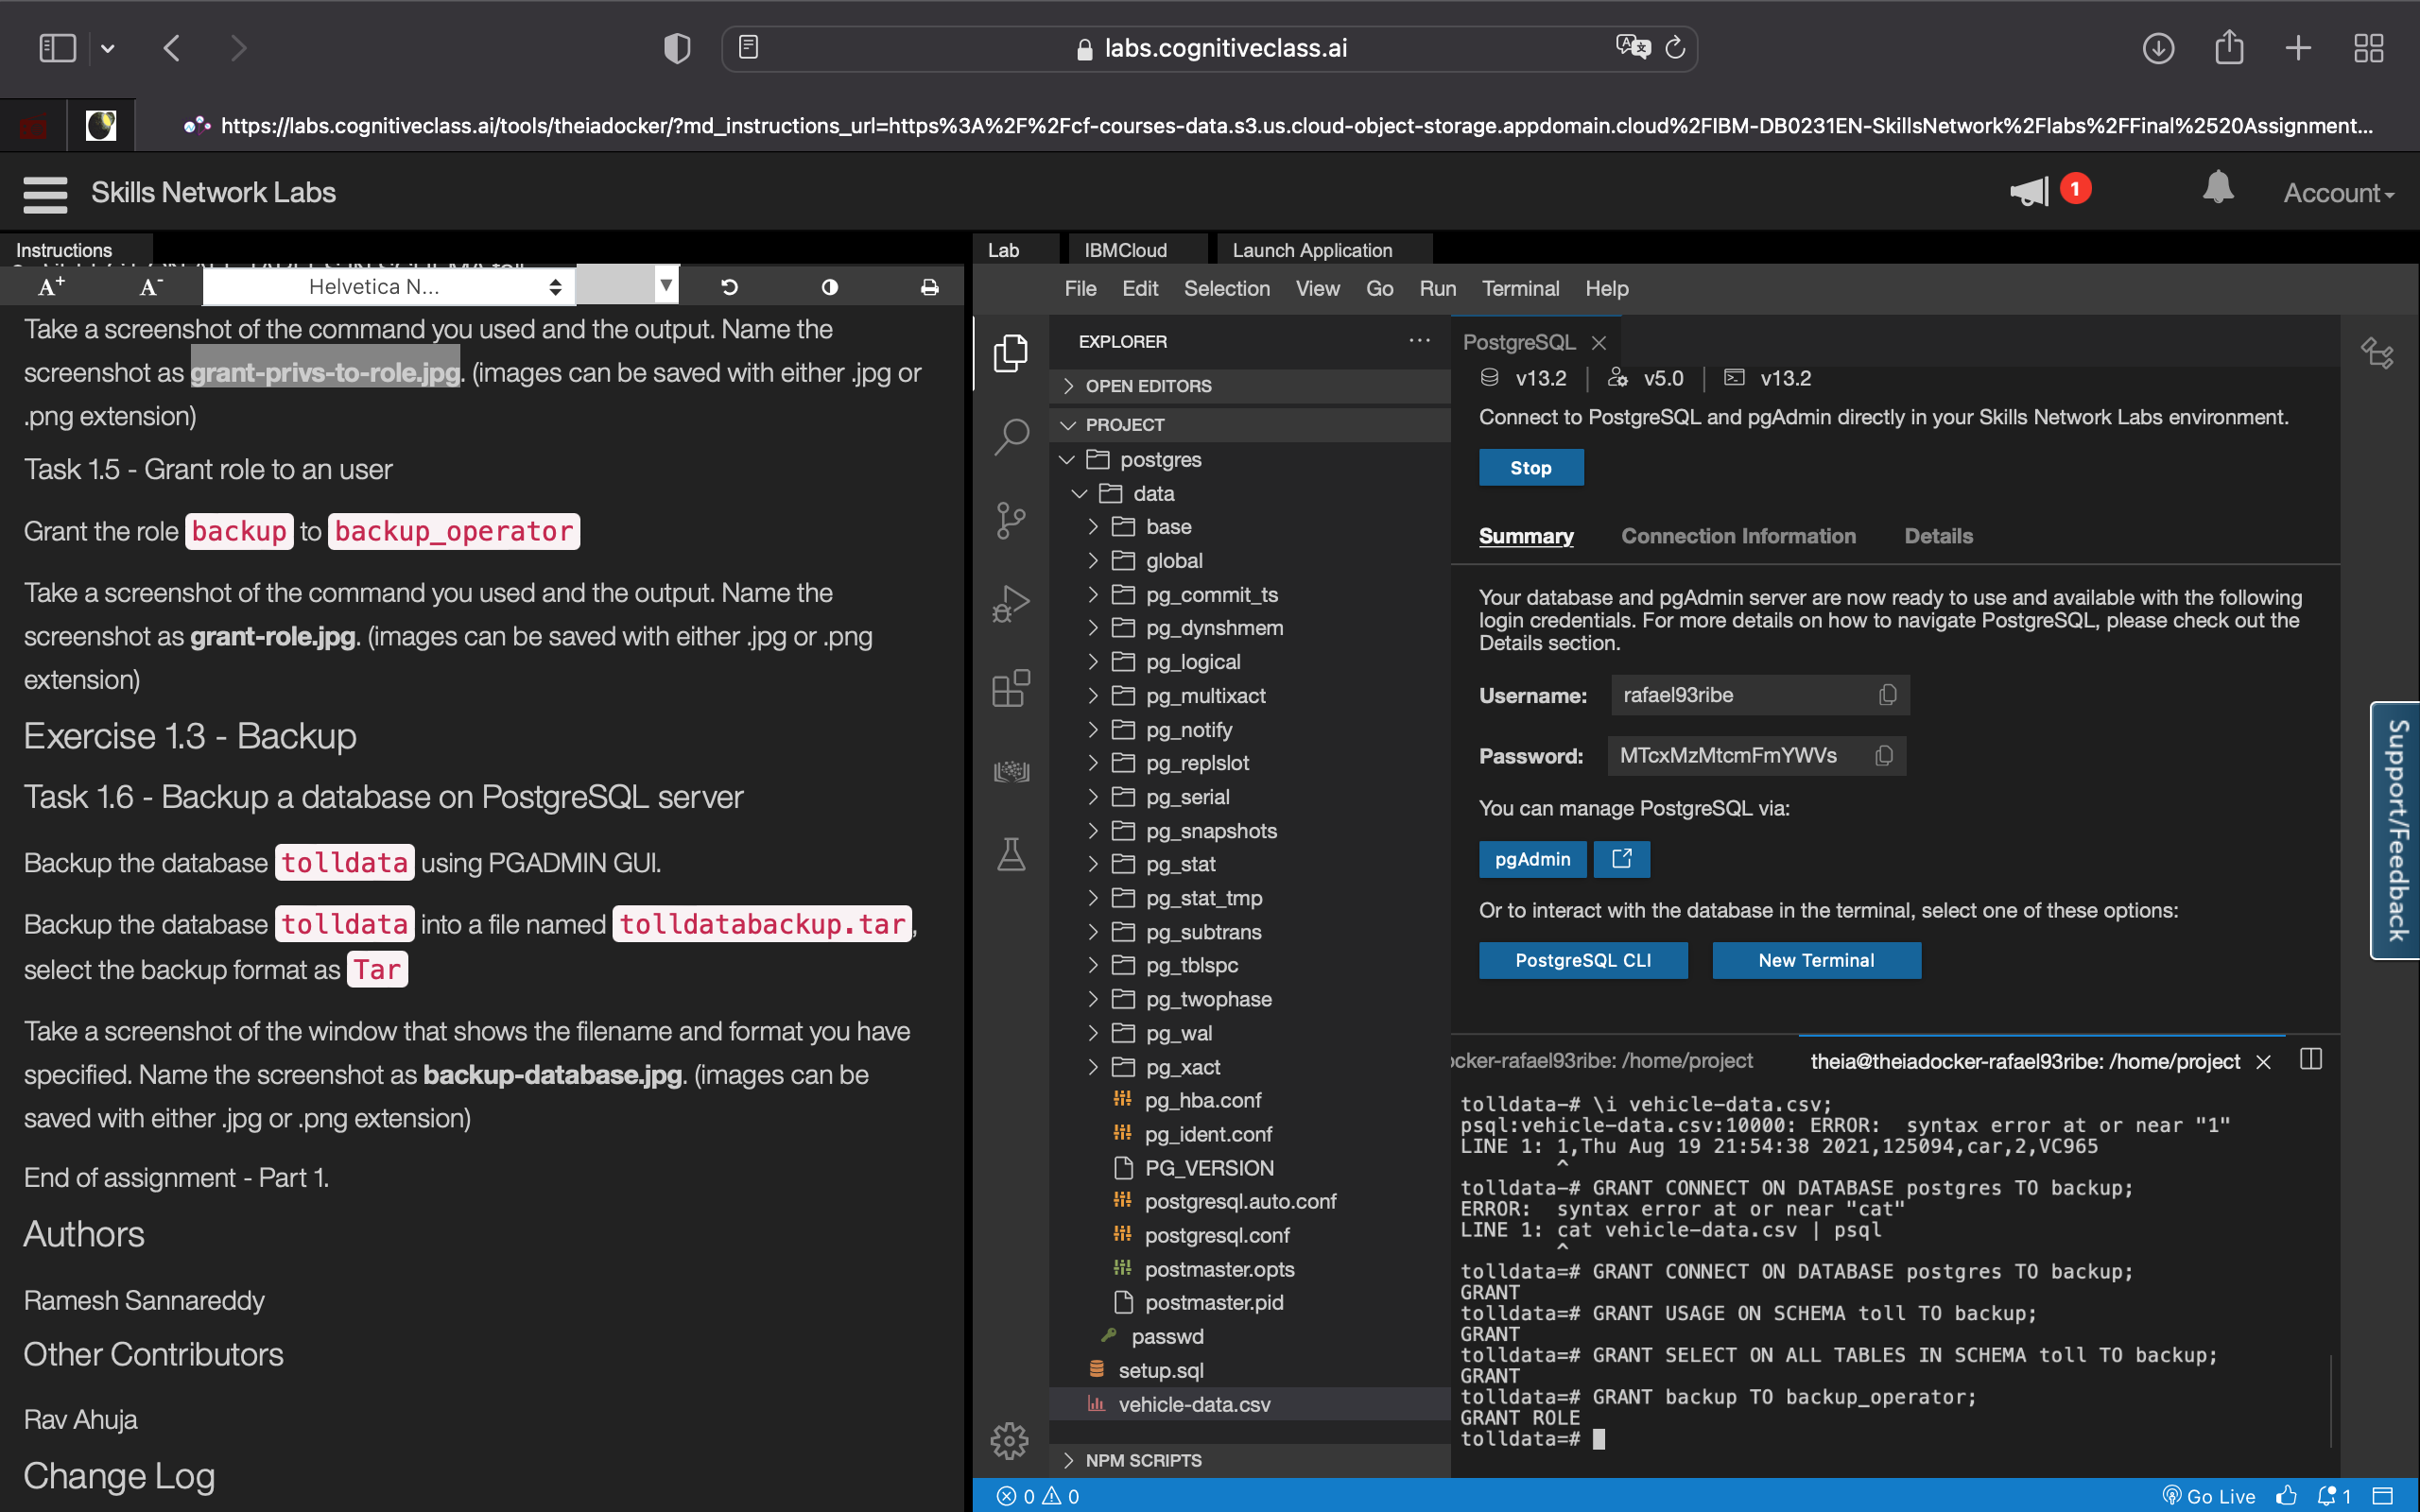 labs.cognitiveclass.ai
https://labs.cognitiveclass.ai/tools/theiadocker/?md_instructions_url=https%3A%2F%2Fcf-courses-data.s3.us.cloud-object-storage.appdomain.cloud%2FIBM-DB0231EN-SkillsNetwork%2Flabs%2FFinal%2520Assignment...
Skills Network Labs
1
Account
Instructions
A+ A- Helvetica N...
Take a screenshot of the command you used and the output. Name the
screenshot as grant-privs-to-role.jpg. (images can be saved with either .jpg or
.png extension)
Task 1.5 - Grant role to an user
Grant the role backup to backup_operator
Take a screenshot of the command you used and the output. Name the
screenshot as grant-role.jpg. (images can be saved with either .jpg or .png
extension)
Exercise 1.3 - Backup
Task 1.6 - Backup a database on PostgreSQL server
Backup the database tolldata using PGADMIN GUI.
Backup the database tolldata into a file named tolldatabackup.tar,
select the backup format as Tar
Take a screenshot of the window that shows the filename and format you have
specified. Name the screenshot as backup-database.jpg. (images can be
saved with either .jpg or .png extension)
End of assignment - Part 1.
Authors
Ramesh Sannareddy
Other Contributors
Rav Ahuja
Change Log
Lab IBMCloud Launch Application
File Edit Selection View Go Run Terminal Help
EXPLORER
OPEN EDITORS
PROJECT
postgres
data
base
global
pg_commit_ts
pg_dynshmem
pg_logical
pg_multixact
pg_notify
pg_replslot
pg_serial
pg_snapshots
pg_stat
pg_stat_tmp
pg_subtrans
pg_tblspc
pg_twophase
pg_wal
pg_xact
pg_hba.conf
pg_ident.conf
PG_VERSION
postgresql.auto.conf
postgresql.conf
postmaster.opts
postmaster.pid
passwd
setup.sql
vehicle-data.csv
NPM SCRIPTS
PostgreSQL
v13.2 | v5.0 | v13.2
Connect to PostgreSQL and pgAdmin directly in your Skills Network Labs environment.
Stop
Summary Connection Information Details
Your database and pgAdmin server are now ready to use and available with the following
login credentials. For more details on how to navigate PostgreSQL, please check out the
Details section.
Username: rafael93ribe
Password: MTcxMzMtcmFmYWVs
You can manage PostgreSQL via:
pgAdmin
Or to interact with the database in the terminal, select one of these options:
PostgreSQL CLI New Terminal
ocker-rafael93ribe: /home/project theia@theiadocker-rafael93ribe: /home/project
tolldata-# \i vehicle-data.csv;
psql:vehicle-data.csv:10000: ERROR:  syntax error at or near "1"
LINE 1: 1,Thu Aug 19 21:54:38 2021,125094,car,2,VC965
^
tolldata-# GRANT CONNECT ON DATABASE postgres TO backup;
ERROR:  syntax error at or near "cat"
LINE 1: cat vehicle-data.csv | psql
^
tolldata=# GRANT CONNECT ON DATABASE postgres TO backup;
GRANT
tolldata=# GRANT USAGE ON SCHEMA toll TO backup;
GRANT
tolldata=# GRANT SELECT ON ALL TABLES IN SCHEMA toll TO backup;
GRANT
tolldata=# GRANT backup TO backup_operator;
GRANT ROLE
tolldata=#
Support/Feedback
0 0
Go Live 1